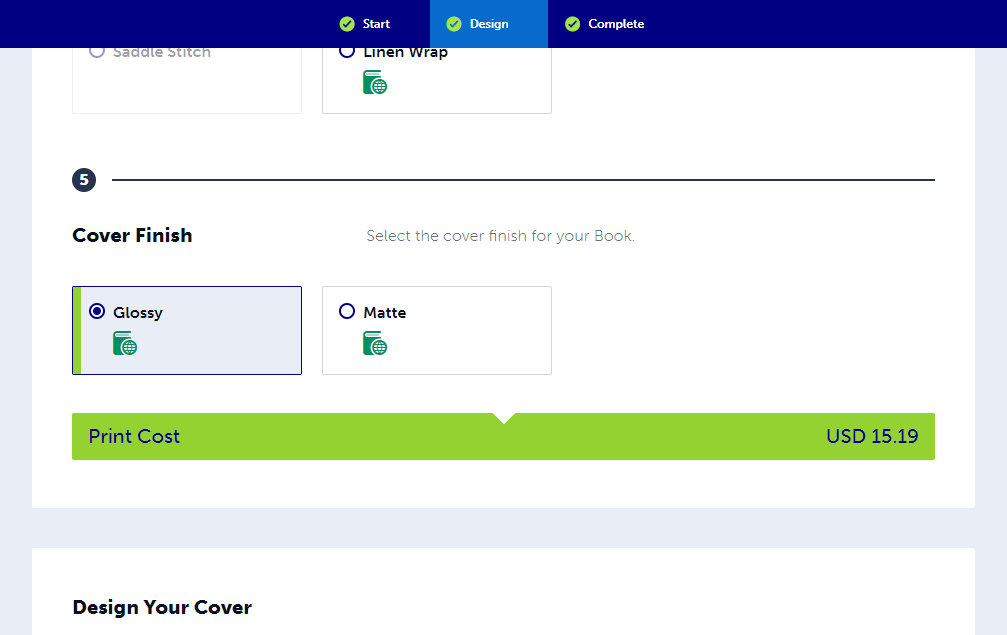 Start
Design
Complete
Saddle Stitch
Linen Wrap
5
Cover Finish
Select the cover finish for your Book.
Glossy
Matte
Print Cost
USD 15.19
Design Your Cover